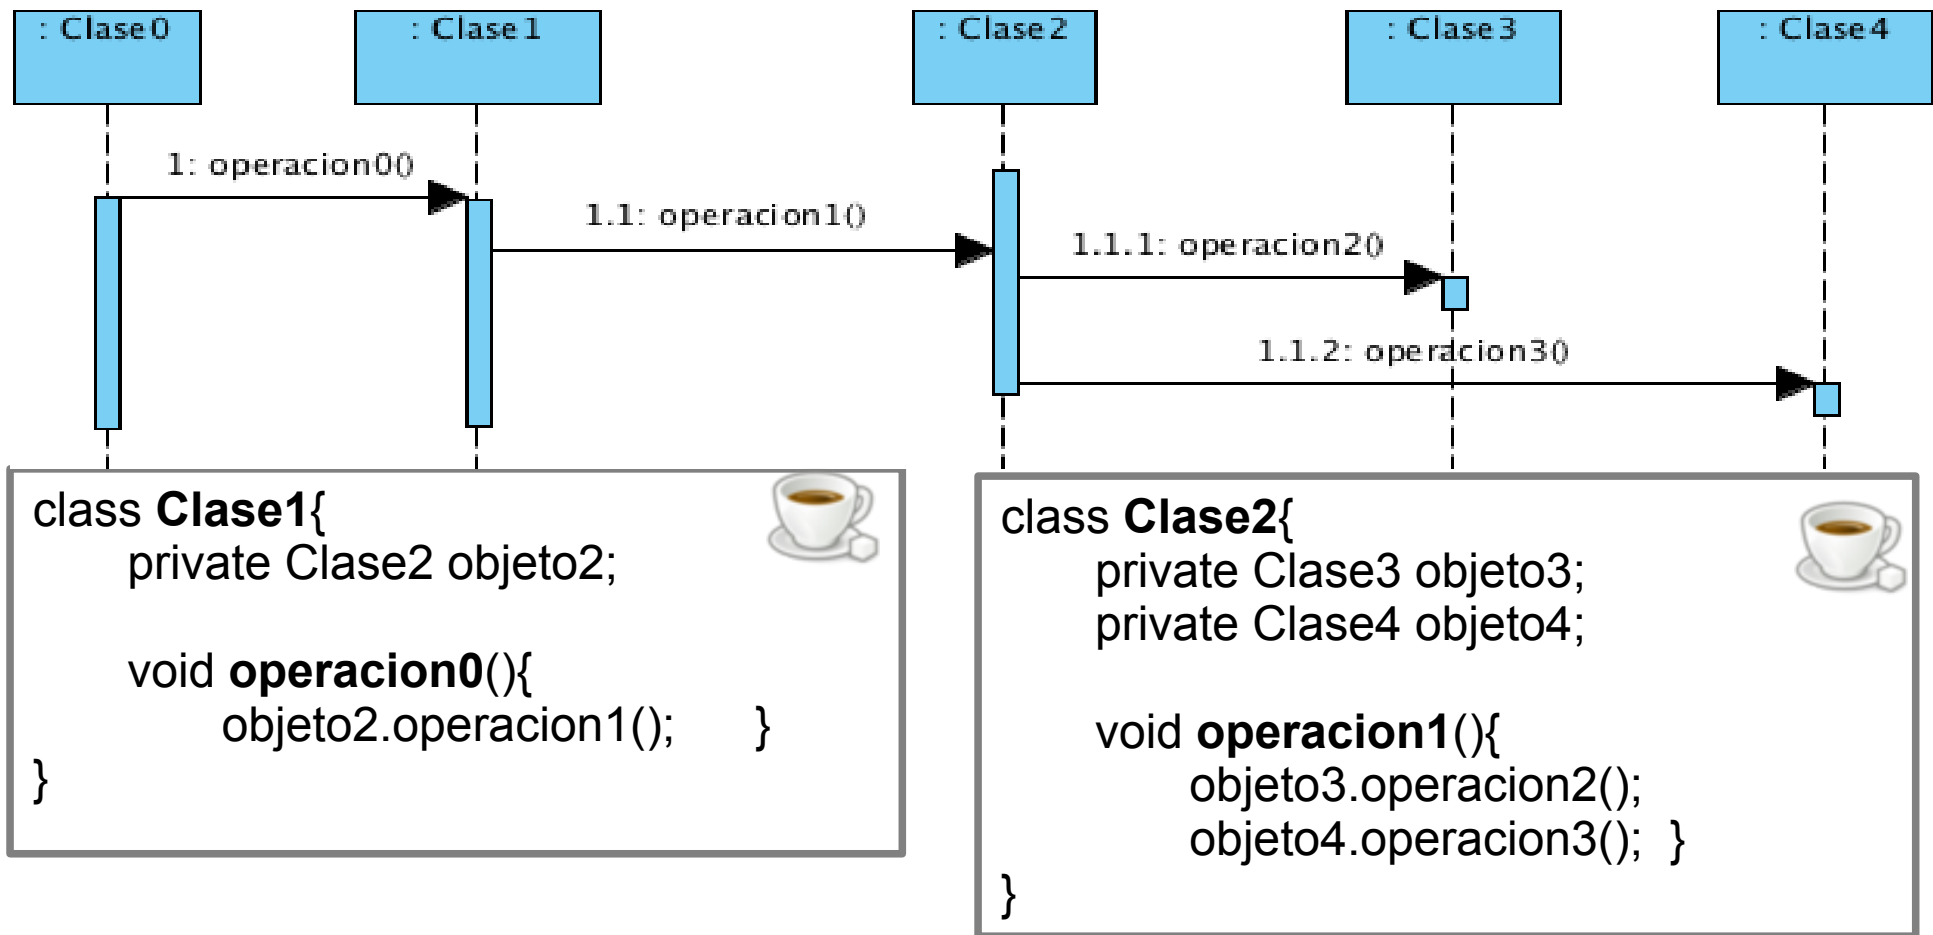 : Clase0
: Clase1
: Clase2
: Clase3
: Clase4
1: operacion0()
1.1: operacion1()
1.1.1: operacion2()
1.1.2: operacion3()
class Clase1{
private Clase2 objeto2;
void operacion0(){
objeto2.operacion1(); }
}
class Clase2{
private Clase3 objeto3;
private Clase4 objeto4;
void operacion1(){
objeto3.operacion2();
objeto4.operacion3(); }
}